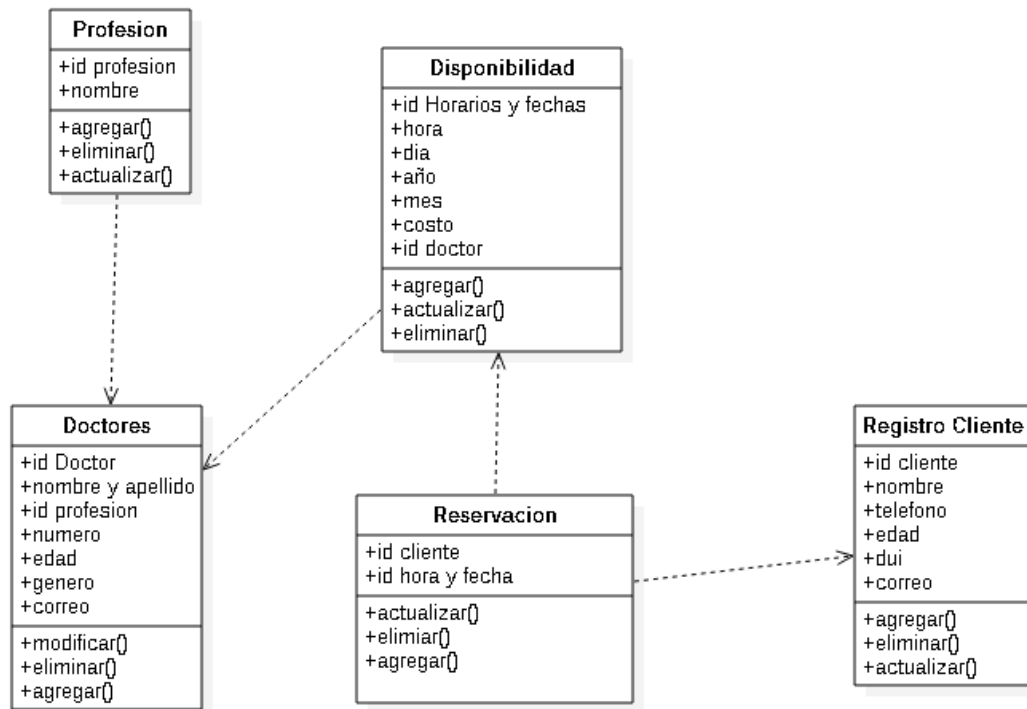 Profesion
+id profesion
+nombre
+agregar()
+eliminar()
+actualizar()
Disponibilidad
+id Horarios y fechas
+hora
+dia
+año
+mes
+costo
+id doctor
+agregar()
+actualizar()
+eliminar()
Doctores
+id Doctor
+nombre y apellido
+id profesion
+numero
+edad
+genero
+correo
+modificar()
+eliminar()
+agregar()
Reservacion
+id cliente
+id hora y fecha
+actualizar()
+elimiar()
+agregar()
Registro Cliente
+id cliente
+nombre
+telefono
+edad
+dui
+correo
+agregar()
+eliminar()
+actualizar()